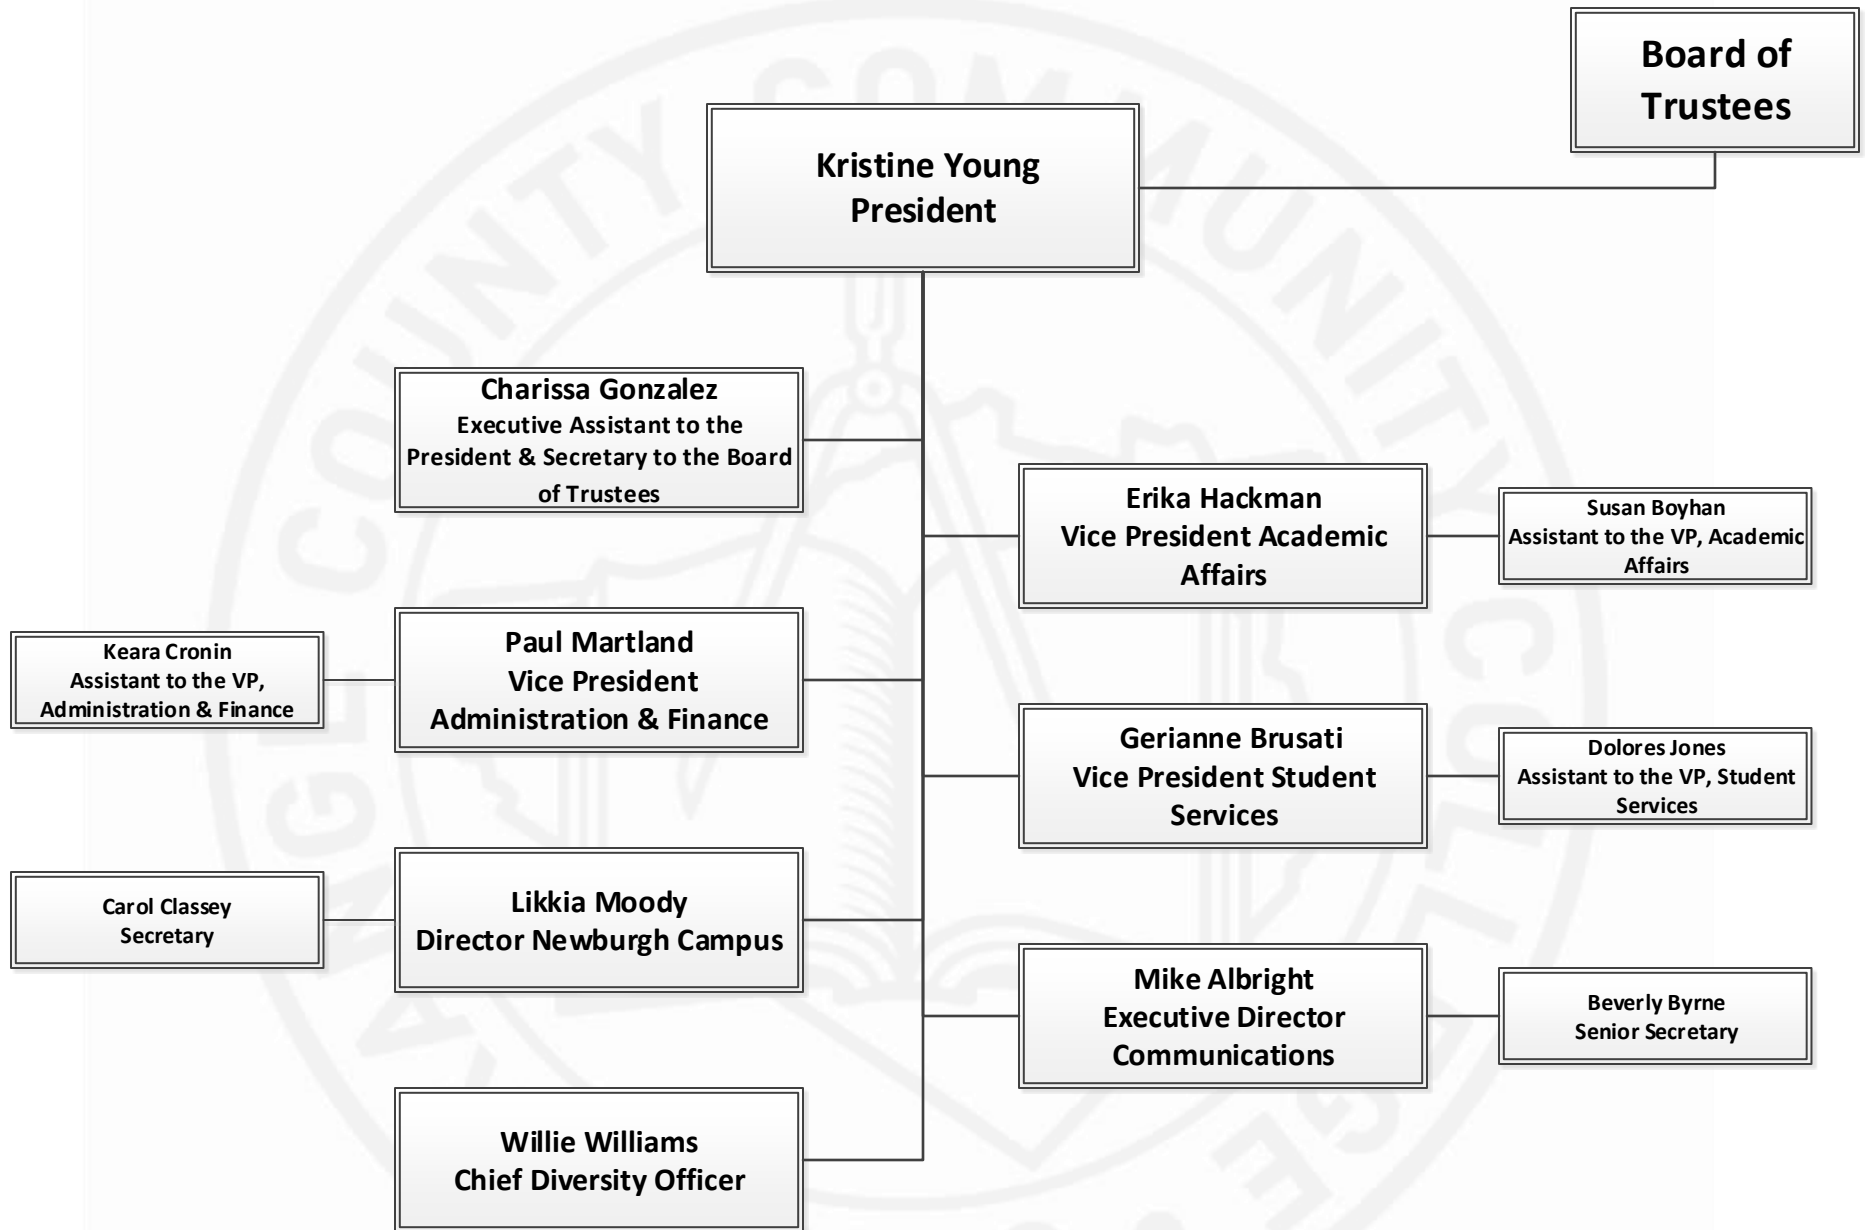 Board of
Trustees
Kristine Young
President
Charissa Gonzalez
Executive Assistant to the
President & Secretary to the Board
of Trustees
Erika Hackman
Vice President Academic
Affairs
Susan Boyhan
Assistant to the VP, Academic
Affairs
Keara Cronin
Assistant to the VP,
Administration & Finance
Paul Martland
Vice President
Administration & Finance
Gerianne Brusati
Vice President Student
Services
Dolores Jones
Assistant to the VP, Student
Services
Carol Classey
Secretary
Likkia Moody
Director Newburgh Campus
Mike Albright
Executive Director
Communications
Beverly Byrne
Senior Secretary
Willie Williams
Chief Diversity Officer
COUNTY COMMUNITY